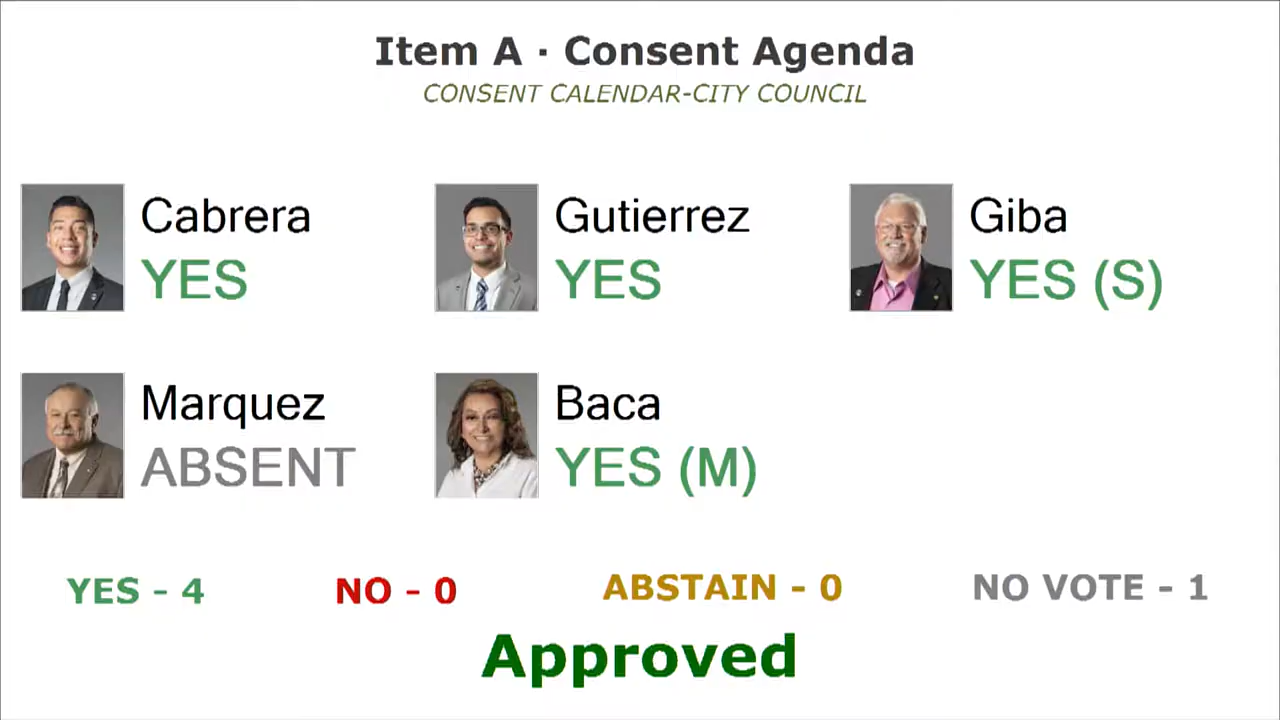 Item A · Consent Agenda
CONSENT CALENDAR-CITY COUNCIL
Cabrera
YES
Gutierrez
YES
Giba
YES (S)
Marquez
ABSENT
Baca
YES (M)
YES - 4
NO - 0
ABSTAIN - 0
NO VOTE - 1
Approved